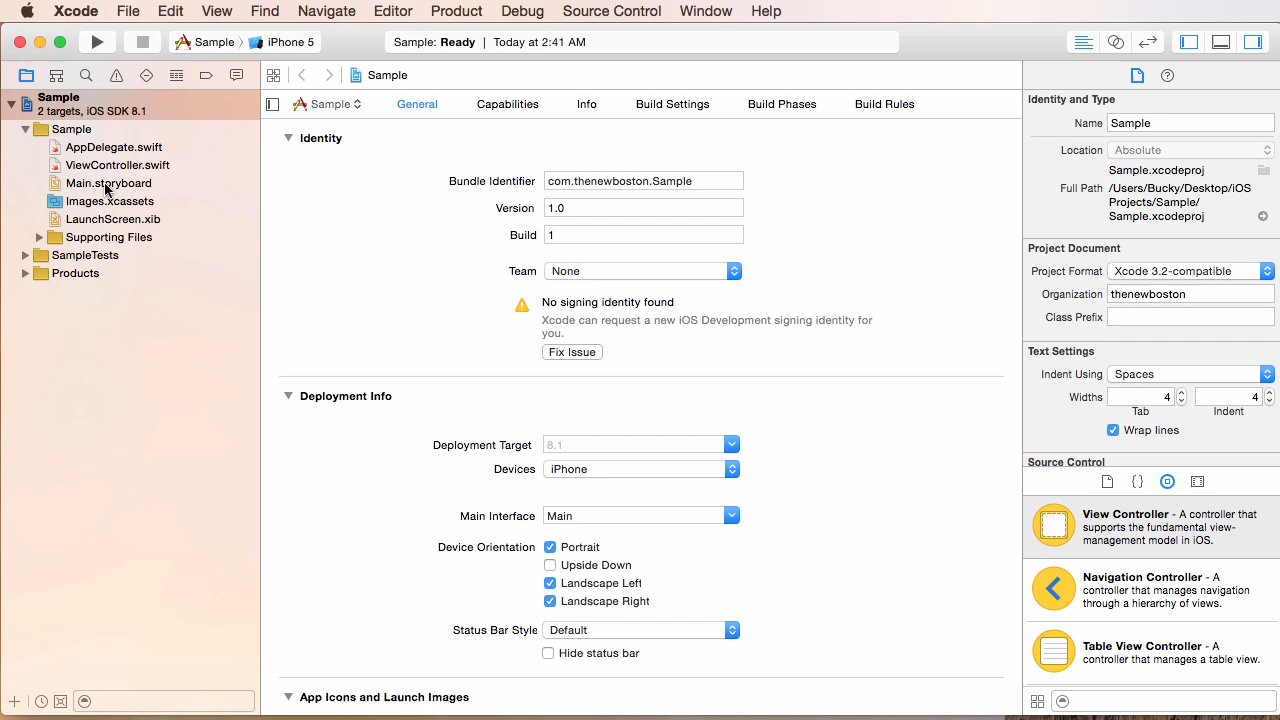 Xcode File Edit View Find Navigate Editor Product Debug Source Control Window Help
Sample iPhone 5
Sample: Ready | Today at 2:41 AM
Sample
2 targets, iOS SDK 8.1
Sample
AppDelegate.swift
ViewController.swift
Main.storyboard
Images.xcassets
LaunchScreen.xib
Supporting Files
SampleTests
Products
Sample
Sample General Capabilities Info Build Settings Build Phases Build Rules
Identity
Bundle Identifier com.thenewboston.Sample
Version 1.0
Build 1
Team None
No signing identity found
Xcode can request a new iOS Development signing identity for
you.
Fix Issue
Deployment Info
Deployment Target 8.1
Devices iPhone
Main Interface Main
Device Orientation Portrait
Upside Down
Landscape Left
Landscape Right
Status Bar Style Default
Hide status bar
App Icons and Launch Images
Identity and Type
Name Sample
Location Absolute
Sample.xcodeproj
Full Path /Users/Bucky/Desktop/iOS
Projects/Sample/
Sample.xcodeproj
Project Document
Project Format Xcode 3.2-compatible
Organization thenewboston
Class Prefix
Text Settings
Indent Using Spaces
Widths 4 4
Tab Indent
Wrap lines
Source Control
View Controller - A controller that
supports the fundamental view-
management model in iOS.
Navigation Controller - A
controller that manages navigation
through a hierarchy of views.
Table View Controller - A
controller that manages a table view.